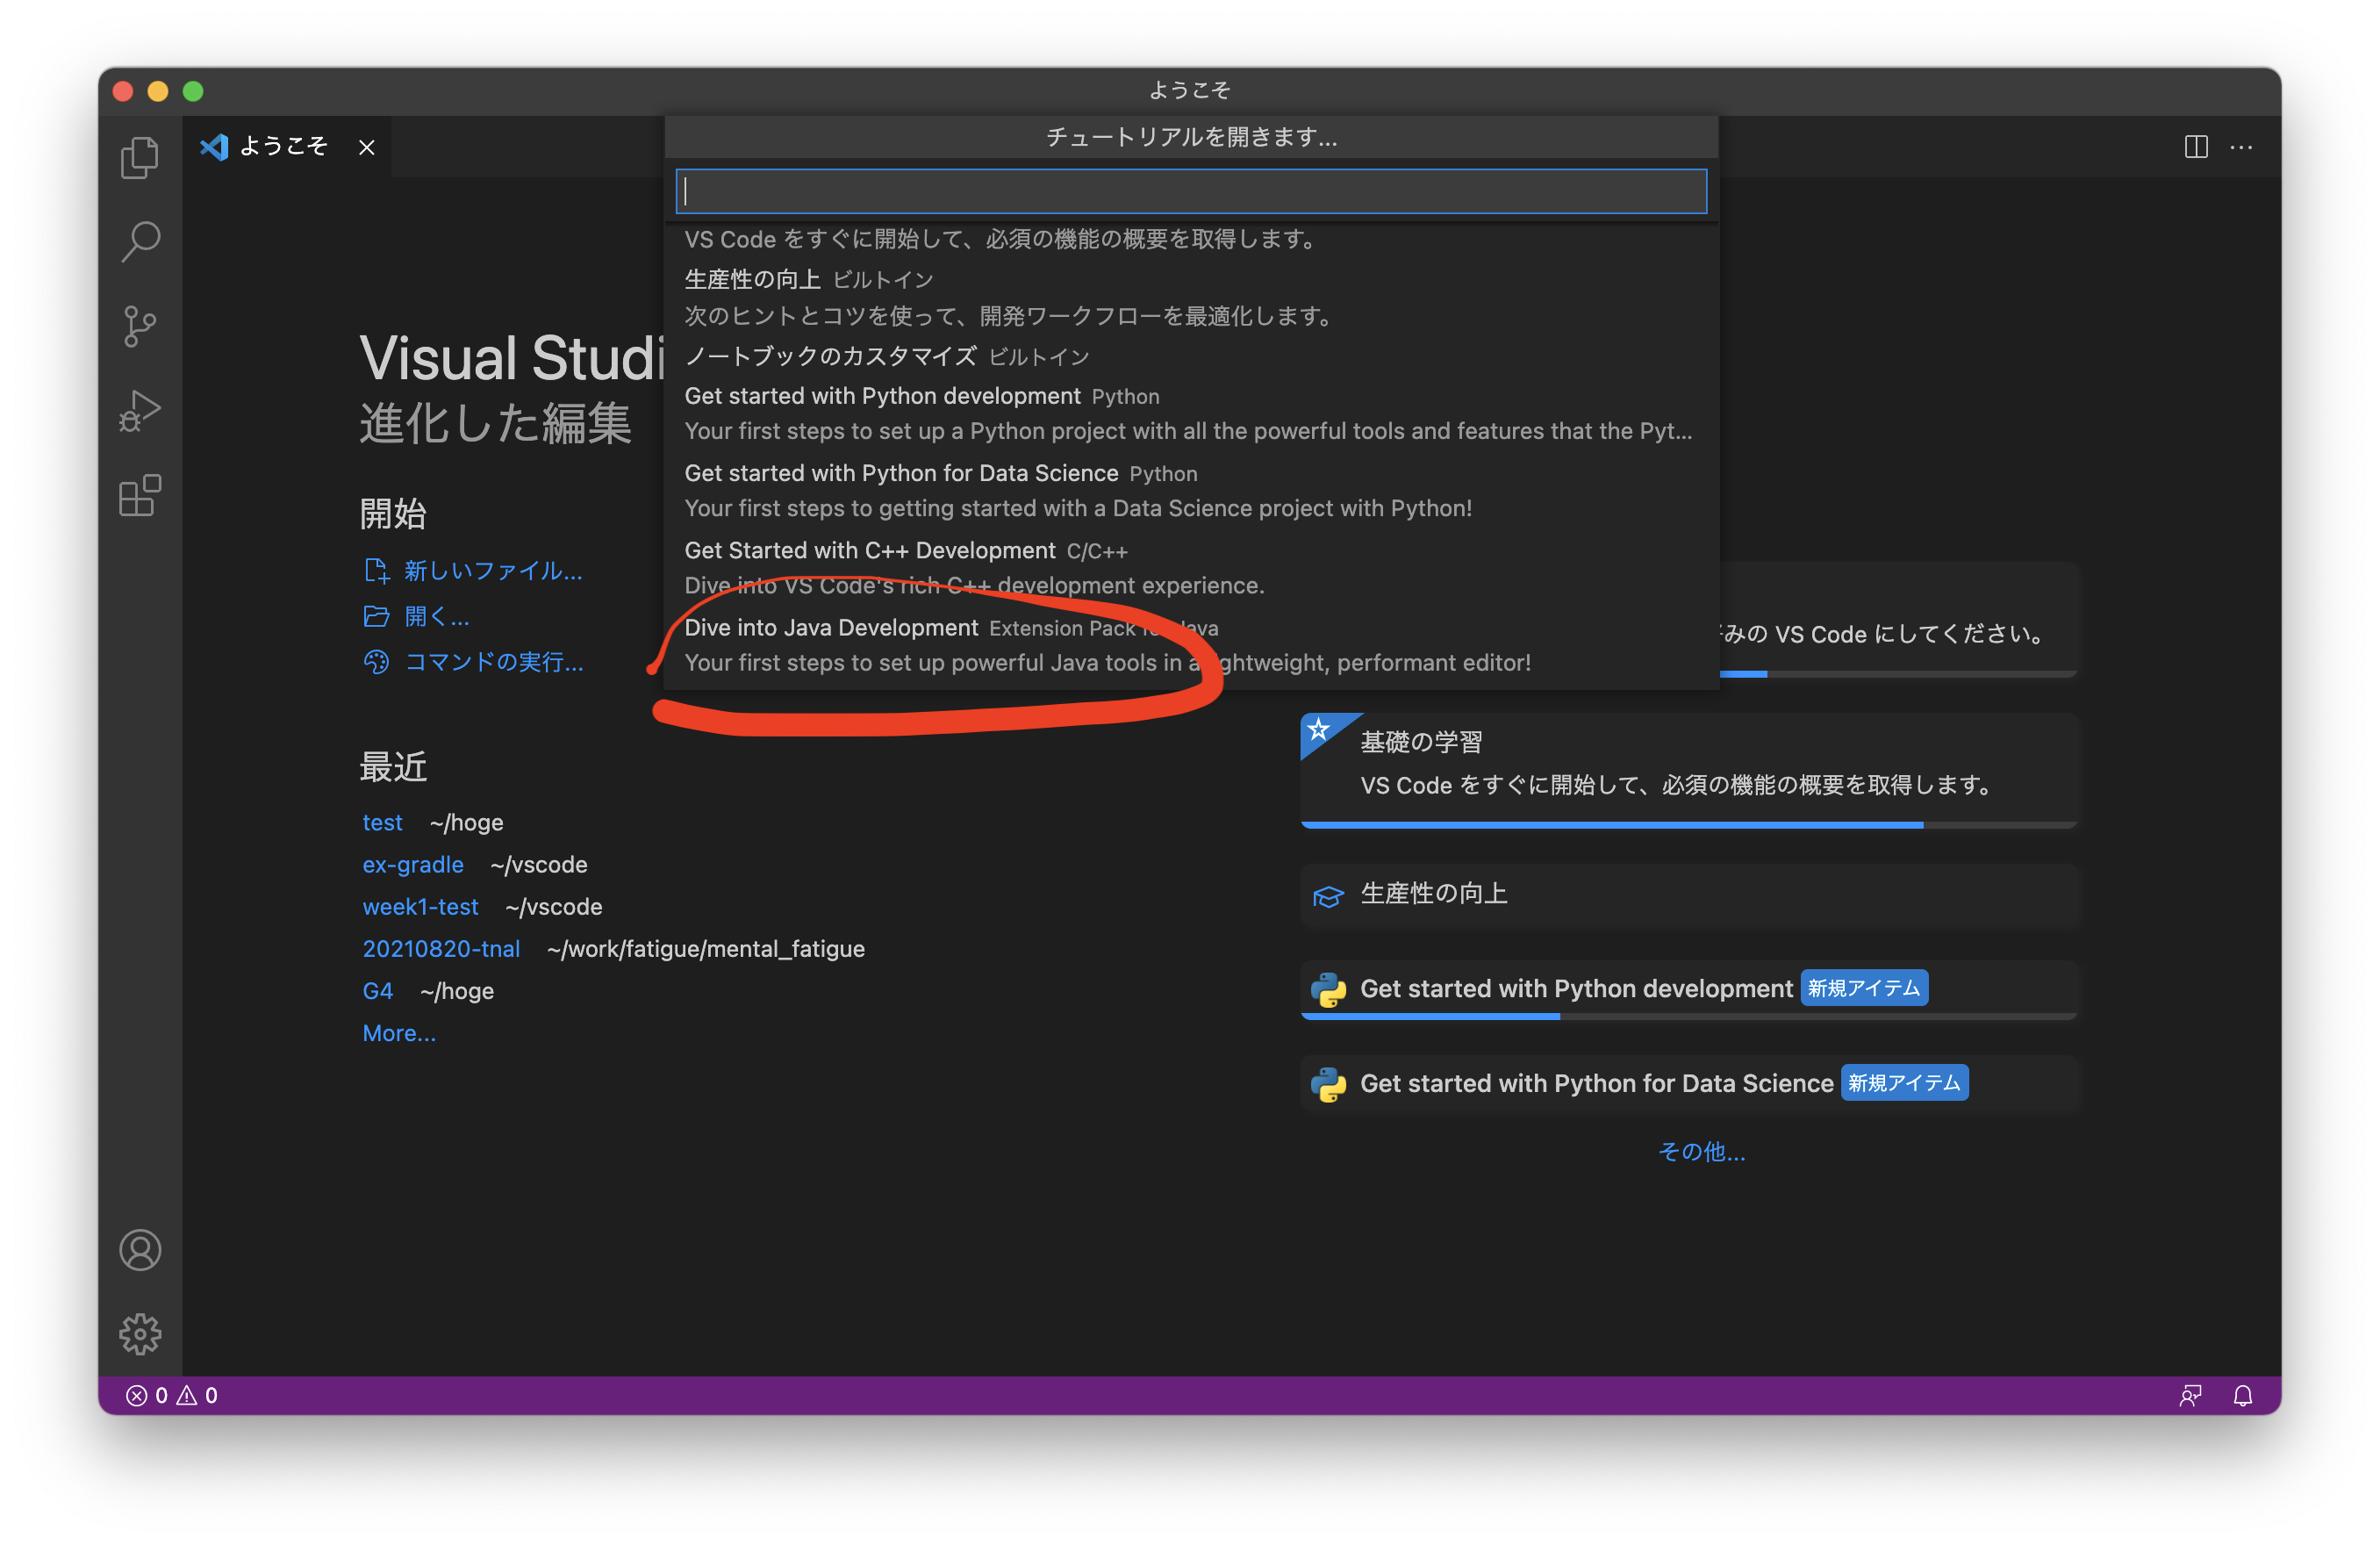 ようこそ
ようこそ
チュートリアルを開きます...
VS Code をすぐに開始して、必須の機能の概要を取得します。
生産性の向上 ビルトイン
次のヒントとコツを使って、開発ワークフローを最適化します。
ノートブックのカスタマイズ ビルトイン
Get started with Python development Python
Your first steps to set up a Python project with all the powerful tools and features that the Pyt...
Get started with Python for Data Science Python
Your first steps to getting started with a Data Science project with Python!
Get Started with C++ Development C/C++
Dive into VS Code's rich C++ development experience.
Dive into Java Development Extension Pack for Java
Your first steps to set up powerful Java tools in a lightweight, performant editor!
Visual Studi
進化した編集
開始
新しいファイル...
開く...
コマンドの実行...
最近
test ~/hoge
ex-gradle ~/vscode
week1-test ~/vscode
20210820-tnal ~/work/fatigue/mental_fatigue
G4 ~/hoge
More...
みの VS Code にしてください。
基礎の学習
VS Code をすぐに開始して、必須の機能の概要を取得します。
生産性の向上
Get started with Python development 新規アイテム
Get started with Python for Data Science 新規アイテム
その他...
0 0